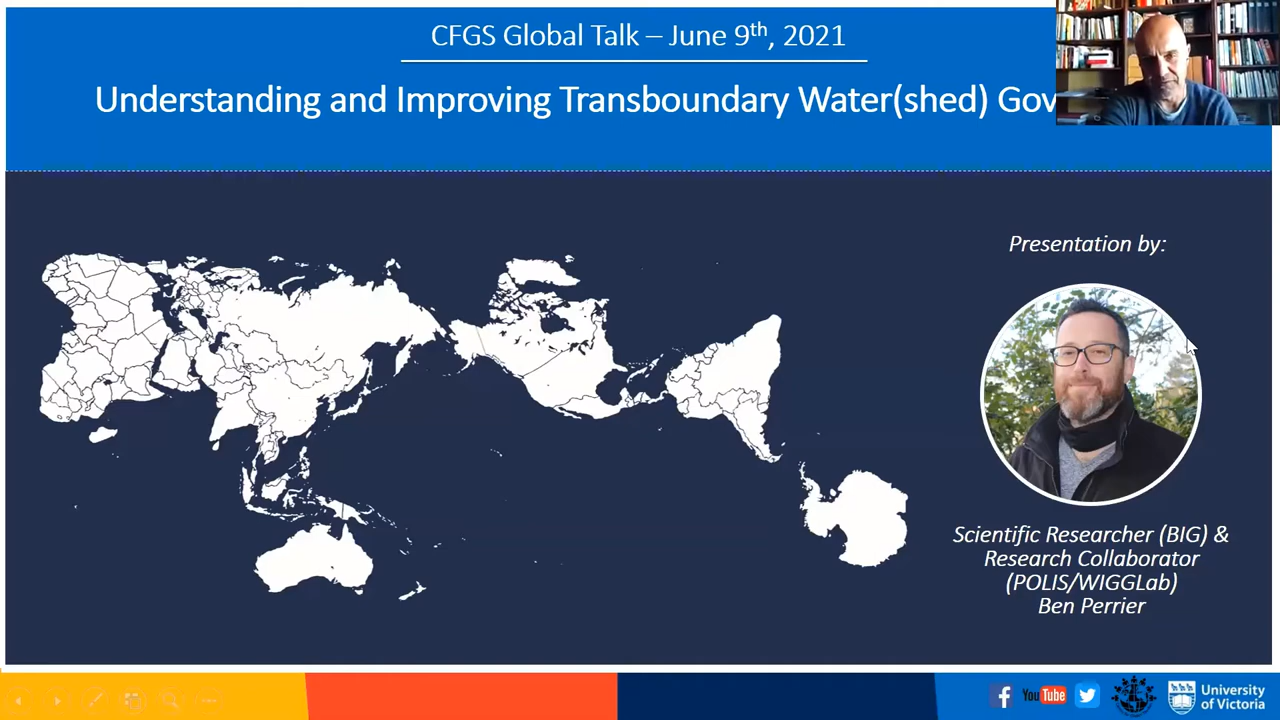 CFGS Global Talk – June 9th, 2021
Understanding and Improving Transboundary Water(shed) Gov
Presentation by:
Scientific Researcher (BIG) &
Research Collaborator
(POLIS/WIGGLab)
Ben Perrier
YouTube
University
of Victoria